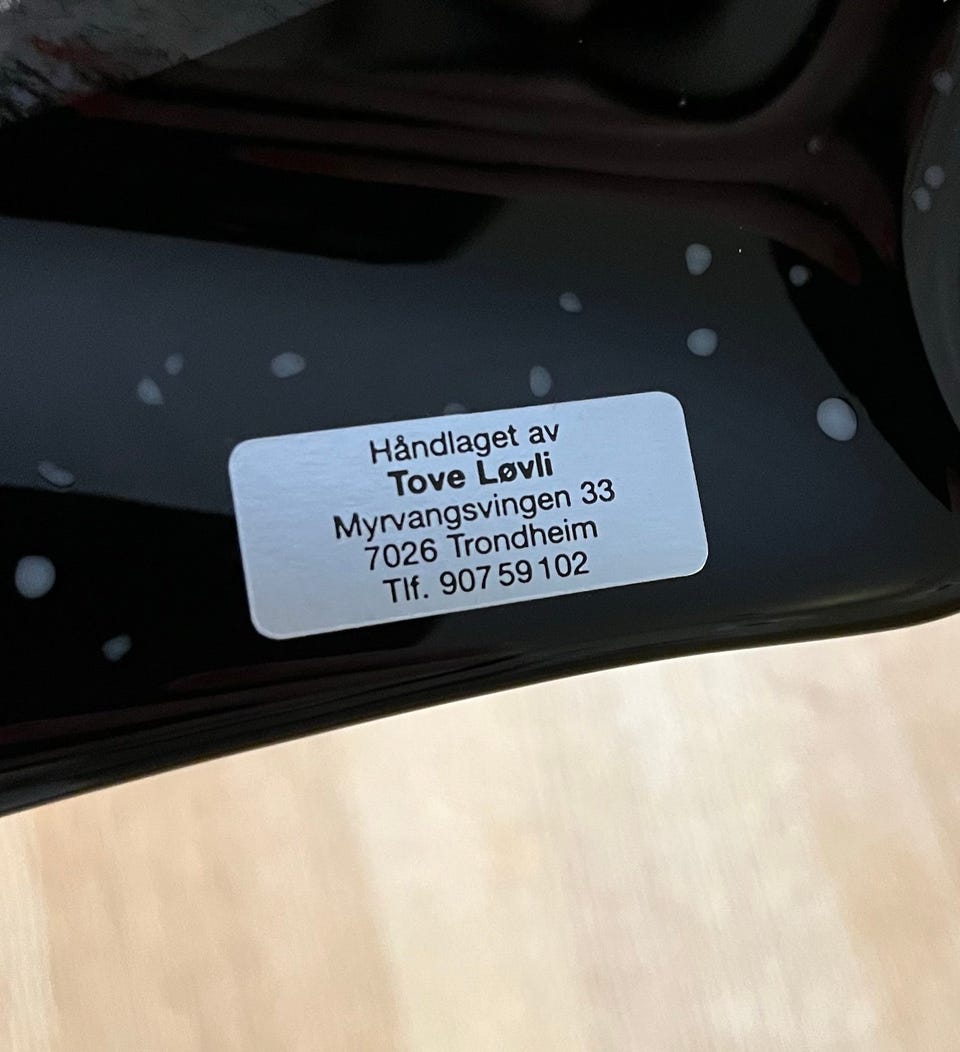 Håndlaget av
Tove Løvli
Myrvangsvingen 33
7026 Trondheim
Tlf. 907 59 102